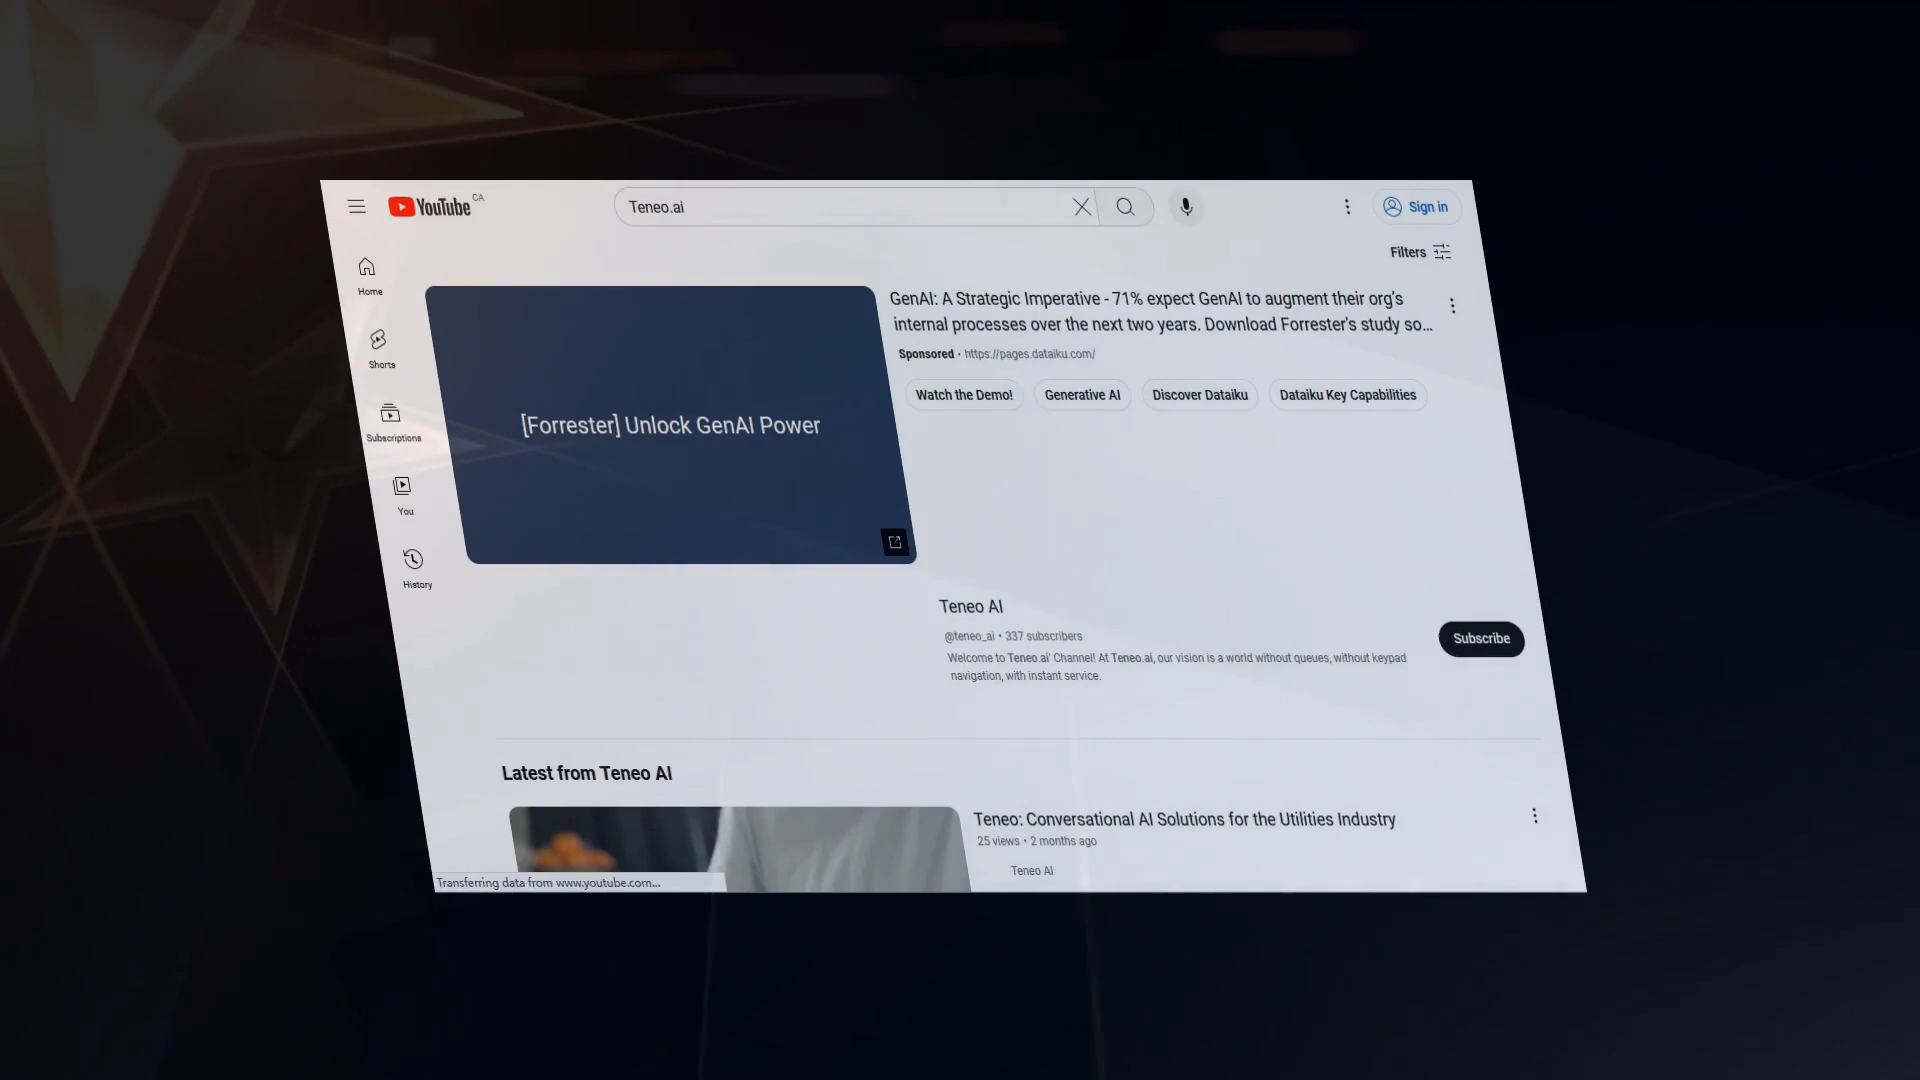 YouTube CA
Teneo.ai
Sign in
Filters
Home
Shorts
Subscriptions
You
History
[Forrester] Unlock GenAI Power
GenAI: A Strategic Imperative - 71% expect GenAI to augment their org's
internal processes over the next two years. Download Forrester's study so...
Sponsored · https://pages.dataiku.com/
Watch the Demo! Generative AI Discover Dataiku Dataiku Key Capabilities
Teneo AI
@teneo_ai • 337 subscribers
Welcome to Teneo.ai' Channel! At Teneo.ai, our vision is a world without queues, without keypad
navigation, with instant service.
Subscribe
Latest from Teneo AI
Teneo: Conversational AI Solutions for the Utilities Industry
25 views • 2 months ago
Teneo AI
Transferring data from www.youtube.com...